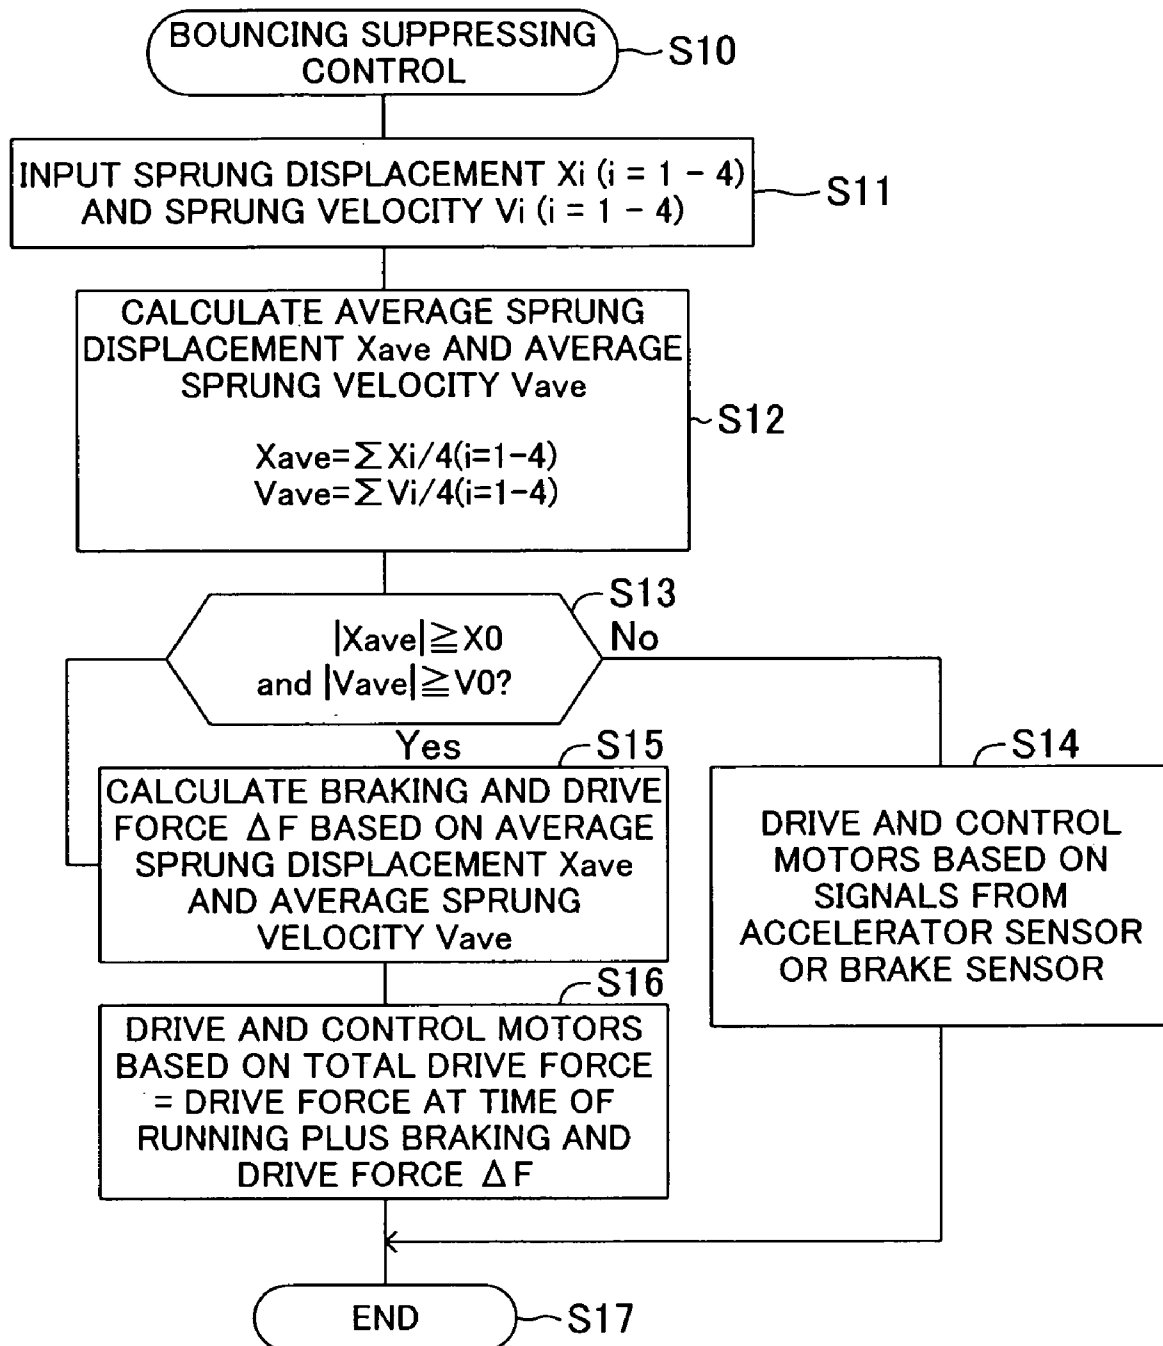 BOUNCING SUPPRESSING
CONTROL
S10
INPUT SPRUNG DISPLACEMENT Xi (i = 1 - 4)
AND SPRUNG VELOCITY Vi (i = 1 - 4)
S11
CALCULATE AVERAGE SPRUNG
DISPLACEMENT Xave AND AVERAGE
SPRUNG VELOCITY Vave
Xave=ΣXi/4(i=1-4)
Vave=ΣVi/4(i=1-4)
S12
S13
|Xave|≧X0
and |Vave|≧V0?
No
Yes
S15
CALCULATE BRAKING AND DRIVE
FORCE ΔF BASED ON AVERAGE
SPRUNG DISPLACEMENT Xave
AND AVERAGE SPRUNG
VELOCITY Vave
S14
DRIVE AND CONTROL
MOTORS BASED ON
SIGNALS FROM
ACCELERATOR SENSOR
OR BRAKE SENSOR
S16
DRIVE AND CONTROL MOTORS
BASED ON TOTAL DRIVE FORCE
= DRIVE FORCE AT TIME OF
RUNNING PLUS BRAKING AND
DRIVE FORCE ΔF
END
S17